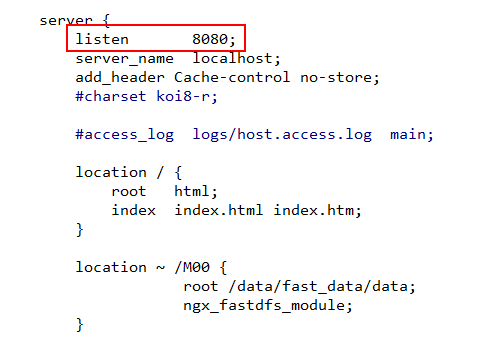 server {
    listen       8080;
    server_name  localhost;
    add_header Cache-control no-store;
    #charset koi8-r;

    #access_log  logs/host.access.log  main;

    location / {
        root   html;
        index  index.html index.htm;
    }

    location ~ /M00 {
                root /data/fast_data/data;
                ngx_fastdfs_module;
    }